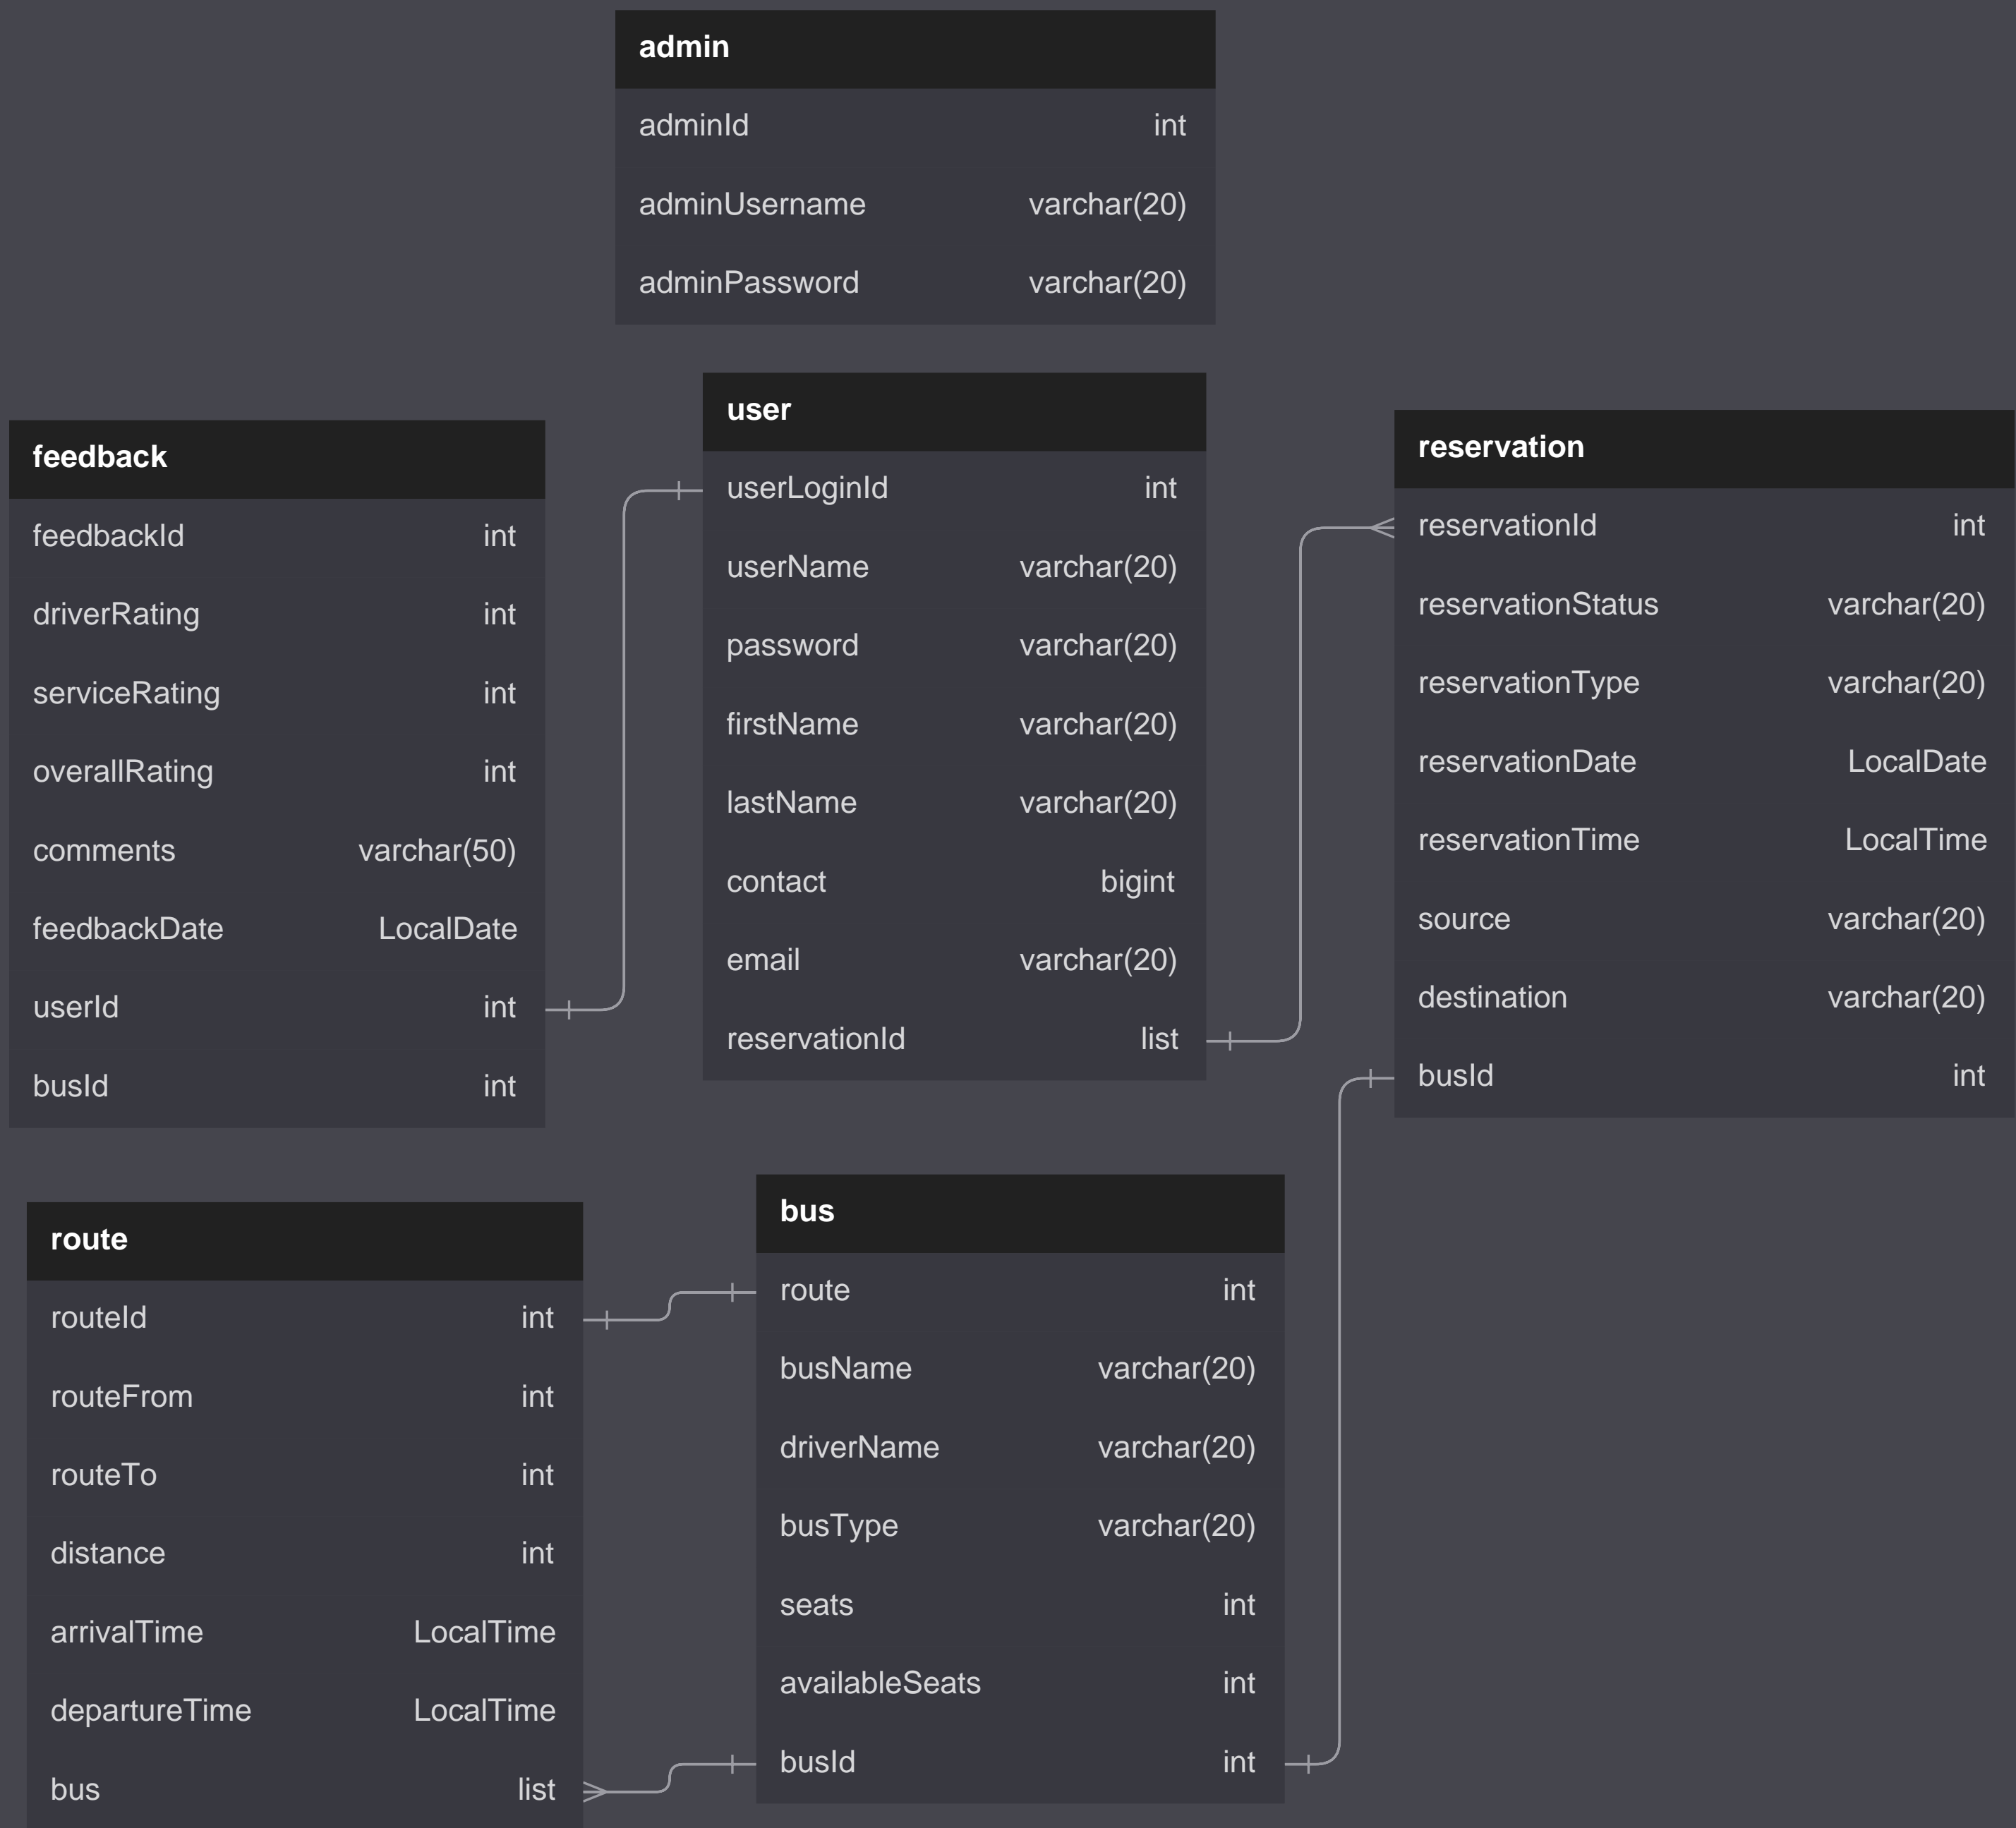 admin
adminId int
adminUsername varchar(20)
adminPassword varchar(20)
user
userLoginId int
userName varchar(20)
password varchar(20)
firstName varchar(20)
lastName varchar(20)
contact bigint
email varchar(20)
reservationId list
feedback
feedbackId int
driverRating int
serviceRating int
overallRating int
comments varchar(50)
feedbackDate LocalDate
userId int
busId int
reservation
reservationId int
reservationStatus varchar(20)
reservationType varchar(20)
reservationDate LocalDate
reservationTime LocalTime
source varchar(20)
destination varchar(20)
busId int
route
routeId int
routeFrom int
routeTo int
distance int
arrivalTime LocalTime
departureTime LocalTime
bus list
bus
route int
busName varchar(20)
driverName varchar(20)
busType varchar(20)
seats int
availableSeats int
busId int